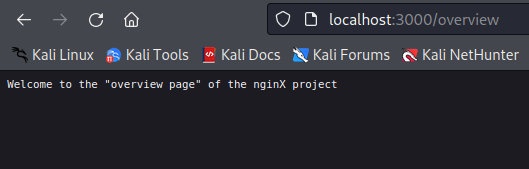 localhost:3000/overview
Kali Linux Kali Tools Kali Docs Kali Forums Kali NetHunter
Welcome to the "overview page" of the nginX project